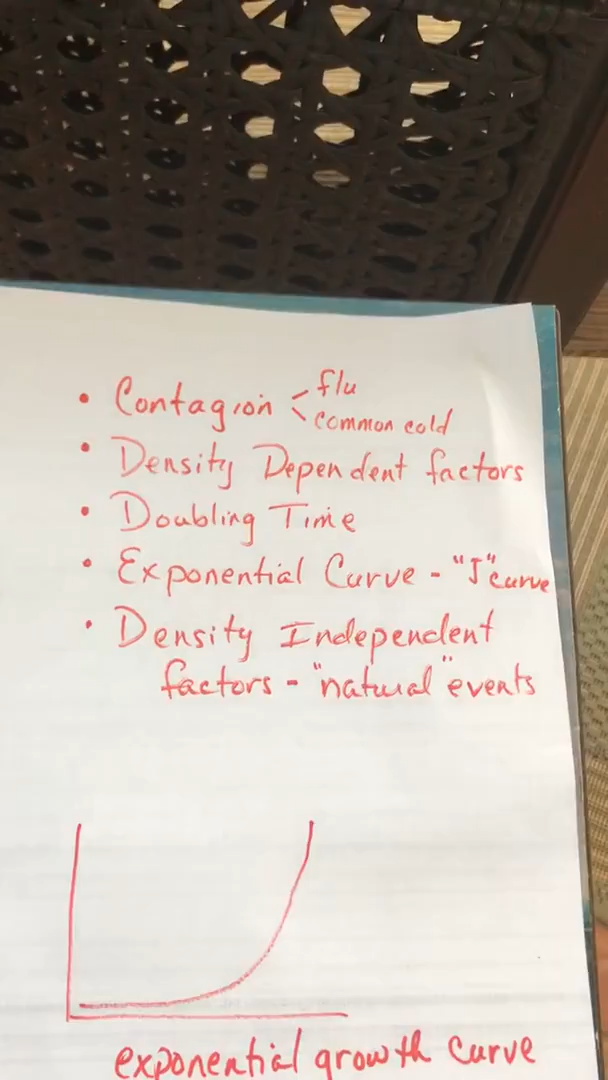 • Contagion < flu
common cold
• Density Dependent factors
• Doubling Time
• Exponential Curve - "J" curve
• Density Independent
factors - "natural" events
exponential growth curve